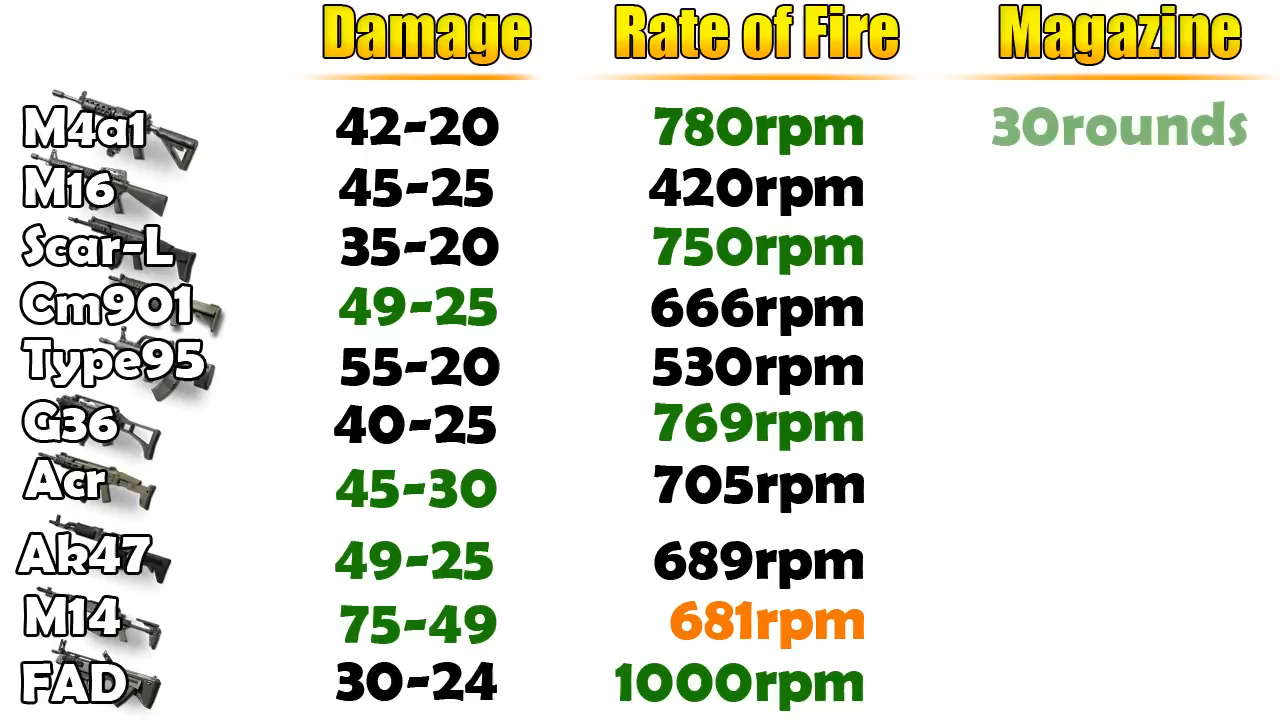 Damage Rate of Fire Magazine
M4a1 42-20 780rpm 30rounds
M16 45-25 420rpm
Scar-L 35-20 750rpm
Cm901 49-25 666rpm
Type95 55-20 530rpm
G36 40-25 769rpm
Acr 45-30 705rpm
Ak47 49-25 689rpm
M14 75-49 681rpm
FAD 30-24 1000rpm